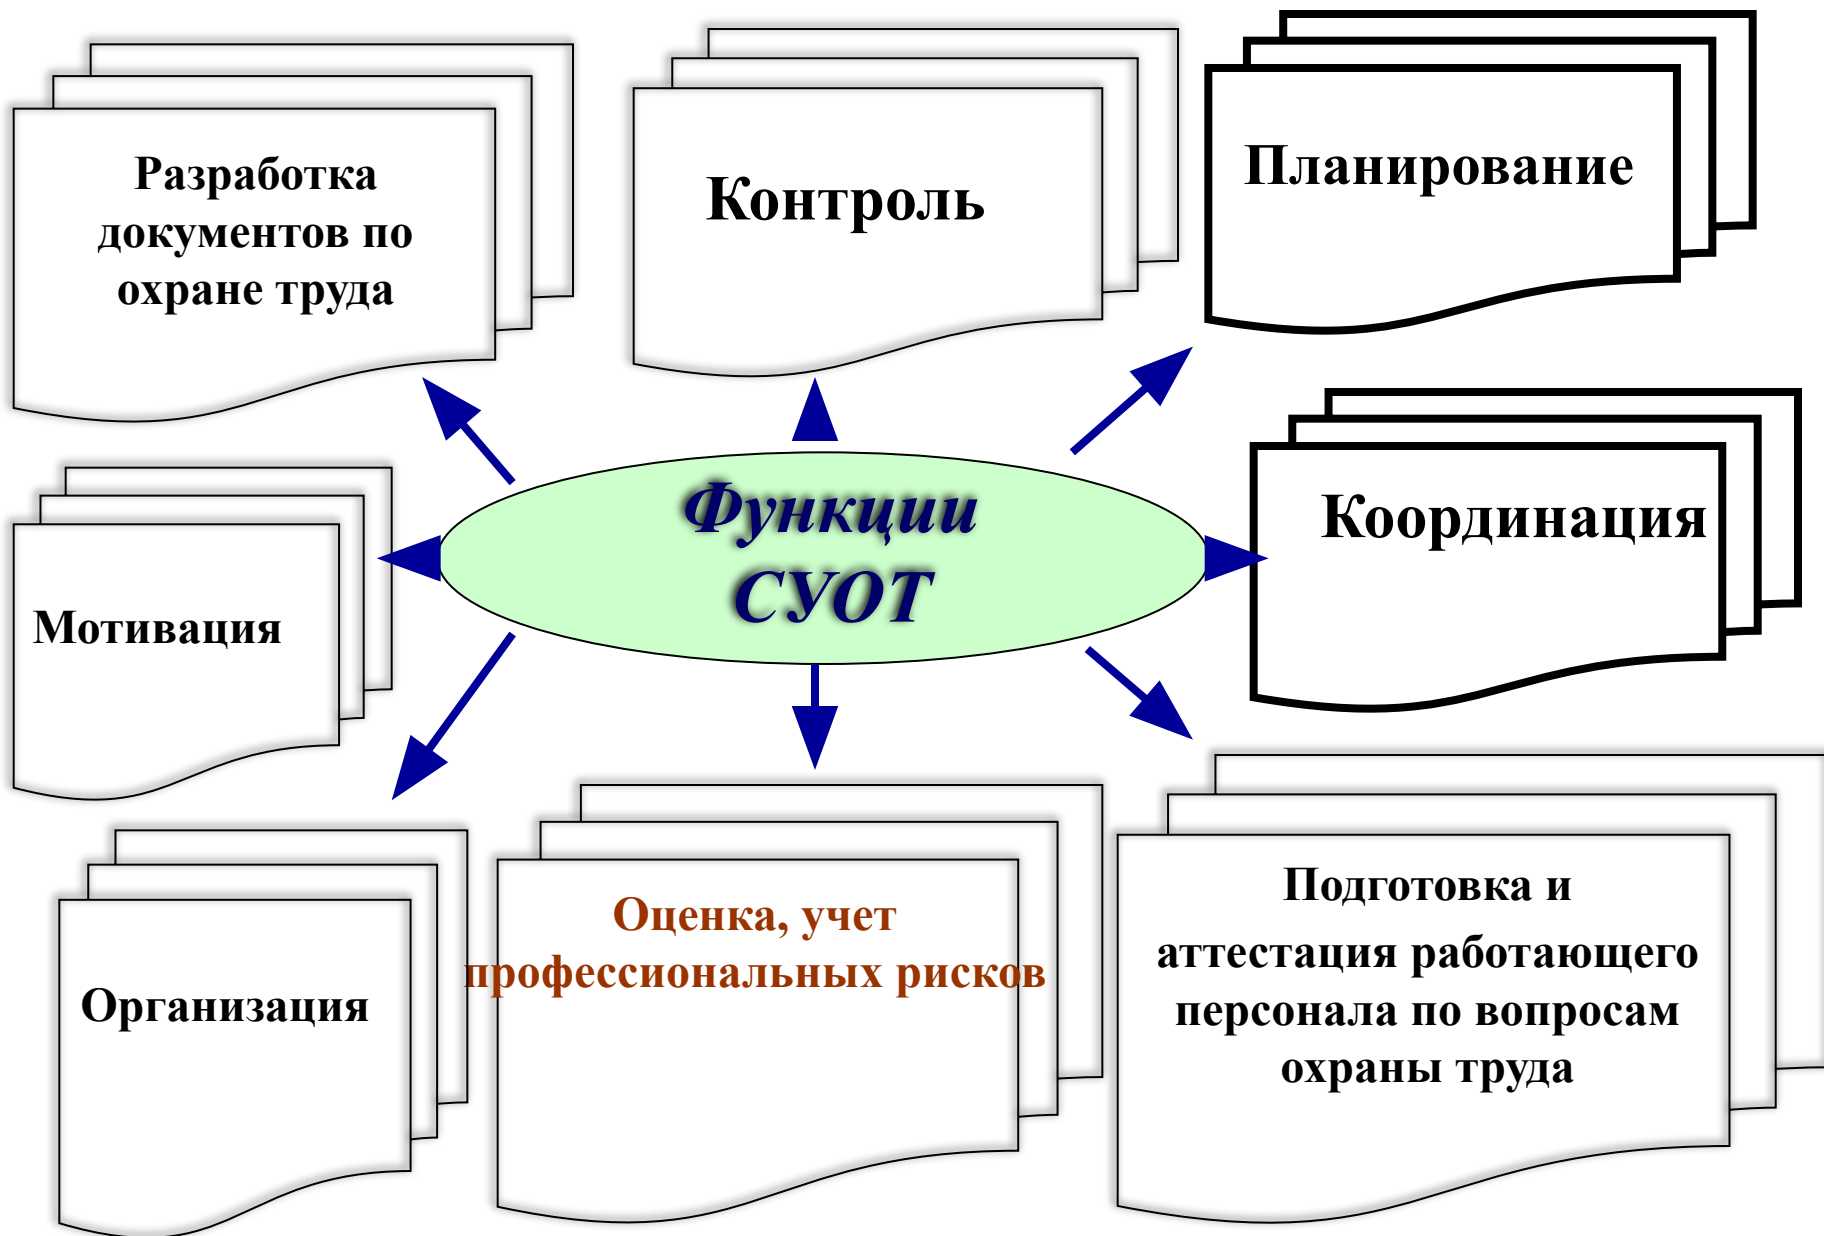 Разработка
документов по
охране труда
Контроль
Планирование
Функции
СУОТ
Координация
Мотивация
Организация
Оценка, учет
профессиональных рисков
Подготовка и
аттестация работающего
персонала по вопросам
охраны труда